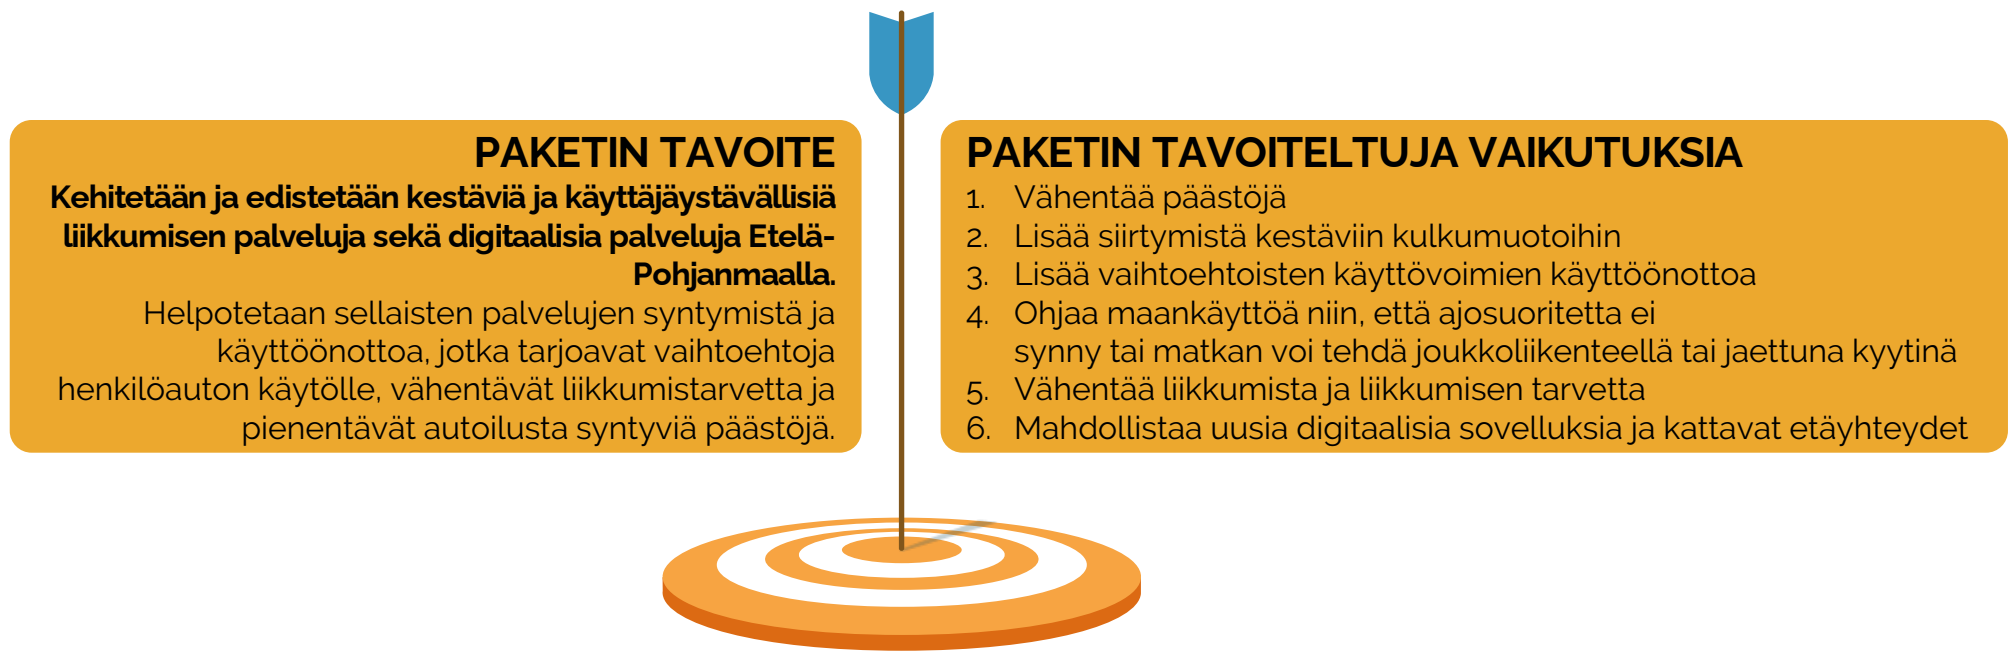 PAKETIN TAVOITE
Kehitetään ja edistetään kestäviä ja käyttäjäystävällisiä
liikkumisen palveluja sekä digitaalisia palveluja Etelä-
Pohjanmaalla.
Helpotetaan sellaisten palvelujen syntymistä ja
käyttöönottoa, jotka tarjoavat vaihtoehtoja
henkilöauton käytölle, vähentävät liikkumistarvetta ja
pienentävät autoilusta syntyviä päästöjä.
PAKETIN TAVOITELTUJA VAIKUTUKSIA
1. Vähentää päästöjä
2. Lisää siirtymistä kestäviin kulkumuotoihin
3. Lisää vaihtoehtoisten käyttövoimien käyttöönottoa
4. Ohjaa maankäyttöä niin, että ajosuoritetta ei
synny tai matkan voi tehdä joukkoliikenteellä tai jaettuna kyytinä
5. Vähentää liikkumista ja liikkumisen tarvetta
6. Mahdollistaa uusia digitaalisia sovelluksia ja kattavat etäyhteydet